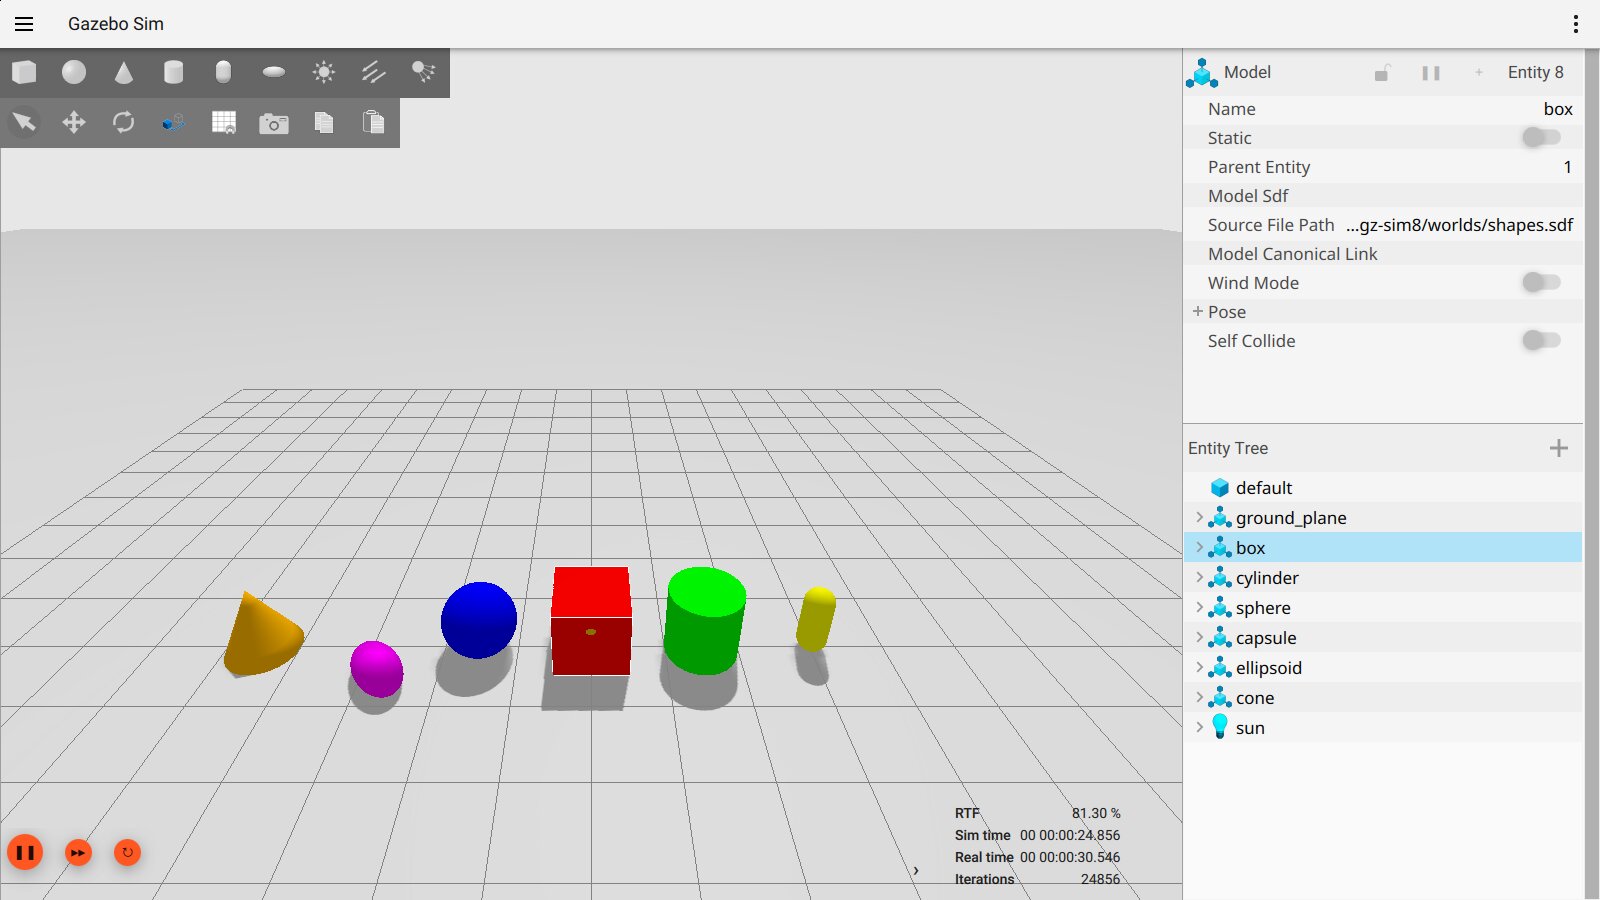 Gazebo Sim
Model Entity 8
Name box
Static
Parent Entity 1
Model Sdf
Source File Path ...gz-sim8/worlds/shapes.sdf
Model Canonical Link
Wind Mode
Pose
Self Collide
Entity Tree
default
ground_plane
box
cylinder
sphere
capsule
ellipsoid
cone
sun
RTF 81.30 %
Sim time 00 00:00:24.856
Real time 00 00:00:30.546
Iterations 24856